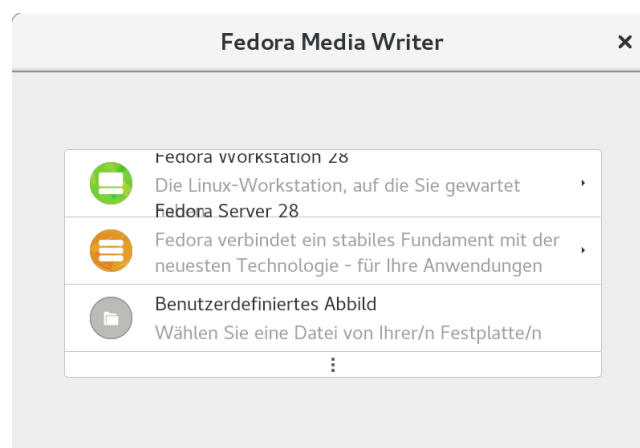 Fedora Media Writer
Fedora Workstation 28
Die Linux-Workstation, auf die Sie gewartet
Fedora Server 28
Fedora verbindet ein stabiles Fundament mit der
neuesten Technologie - für Ihre Anwendungen
Benutzerdefiniertes Abbild
Wählen Sie eine Datei von Ihrer/n Festplatte/n